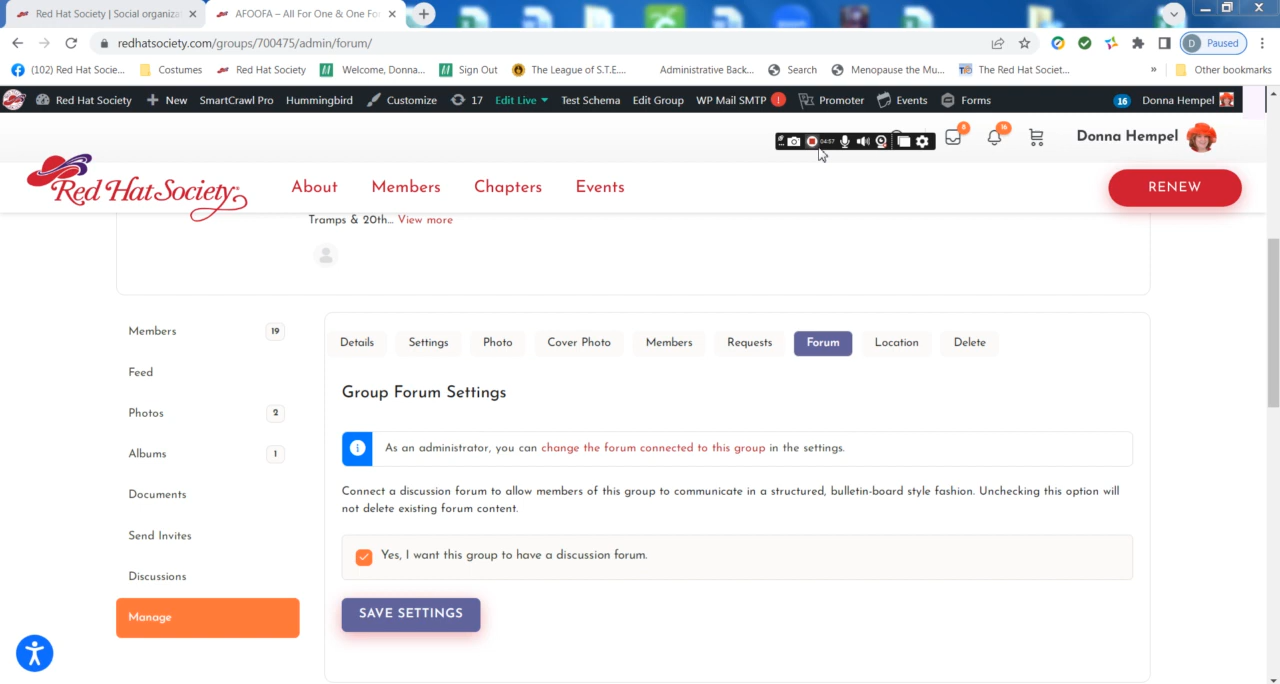 Red Hat Society | Social organiza
AFOOFA – All For One & One Fo
redhatsociety.com/groups/700475/admin/forum/
D Paused
(102) Red Hat Socie...
Costumes
Red Hat Society
Welcome, Donna...
Sign Out
The League of S.T.E....
Administrative Back...
Search
Menopause the Mu...
The Red Hat Societ...
»
Other bookmarks
Red Hat Society
New
SmartCrawl Pro
Hummingbird
Customize
17
Edit Live
Test Schema
Edit Group
WP Mail SMTP !
Promoter
Events
Forms
16
Donna Hempel
04:57
6
16
Donna Hempel
Red Hat Society
About
Members
Chapters
Events
RENEW
Tramps & 20th... View more
Members 19
Feed
Photos 2
Albums 1
Documents
Send Invites
Discussions
Manage
Details
Settings
Photo
Cover Photo
Members
Requests
Forum
Location
Delete
Group Forum Settings
As an administrator, you can change the forum connected to this group in the settings.
Connect a discussion forum to allow members of this group to communicate in a structured, bulletin-board style fashion. Unchecking this option will
not delete existing forum content.
Yes, I want this group to have a discussion forum.
SAVE SETTINGS